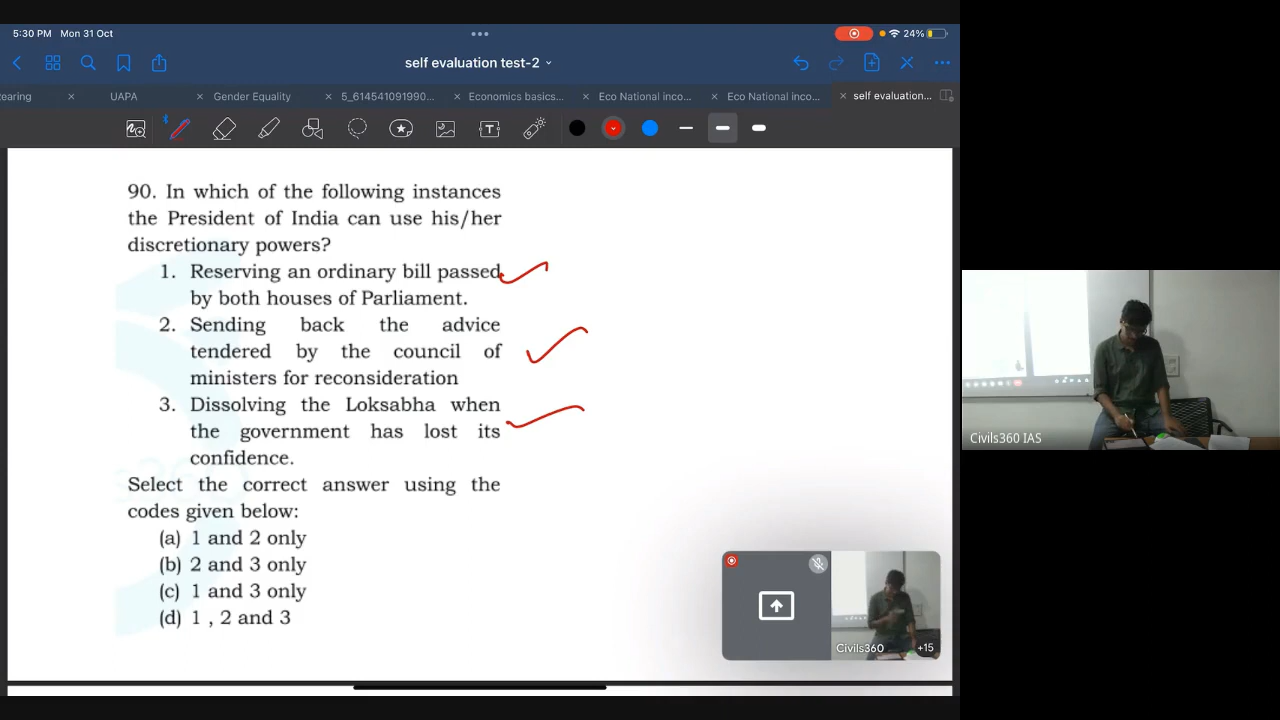 5:30 PM Mon 31 Oct
24%
self evaluation test-2
earing
UAPA
Gender Equality
5_614541091990...
Economics basics...
Eco National inco...
Eco National inco...
self evaluation...
90. In which of the following instances
the President of India can use his/her
discretionary powers?
1. Reserving an ordinary bill passed
by both houses of Parliament.
2. Sending back the advice
tendered by the council of
ministers for reconsideration
3. Dissolving the Loksabha when
the government has lost its
confidence.
Select the correct answer using the
codes given below:
(a) 1 and 2 only
(b) 2 and 3 only
(c) 1 and 3 only
(d) 1 , 2 and 3
Civils360
+15
Civils360 IAS